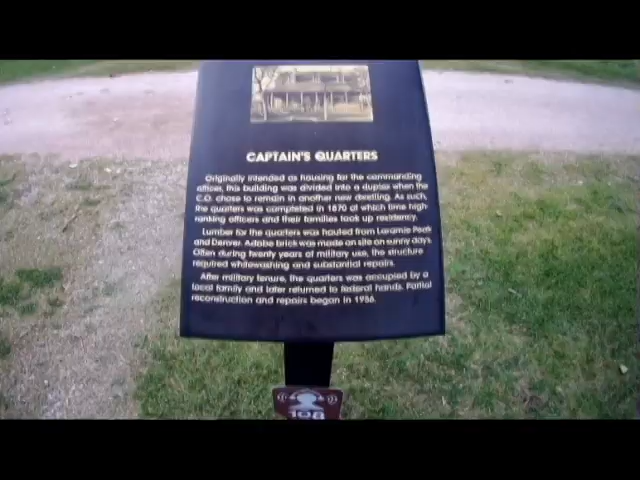 CAPTAIN'S QUARTERS
Originally intended as housing for the commanding
officer, this building was divided into a duplex when the
C.O. chose to remain in another new dwelling. As such,
the quarters was completed in 1870 at which time high-
ranking officers and their families took up residency.
Lumber for the quarters was hauled from Laramie Peak
and Denver. Adobe brick was made on site on sunny days.
Often during twenty years of military use, the structure
required whitewashing and substantial repairs.
After military tenure, the quarters was occupied by a
local family and later returned to federal hands. Partial
reconstruction and repairs began in 1938.
108